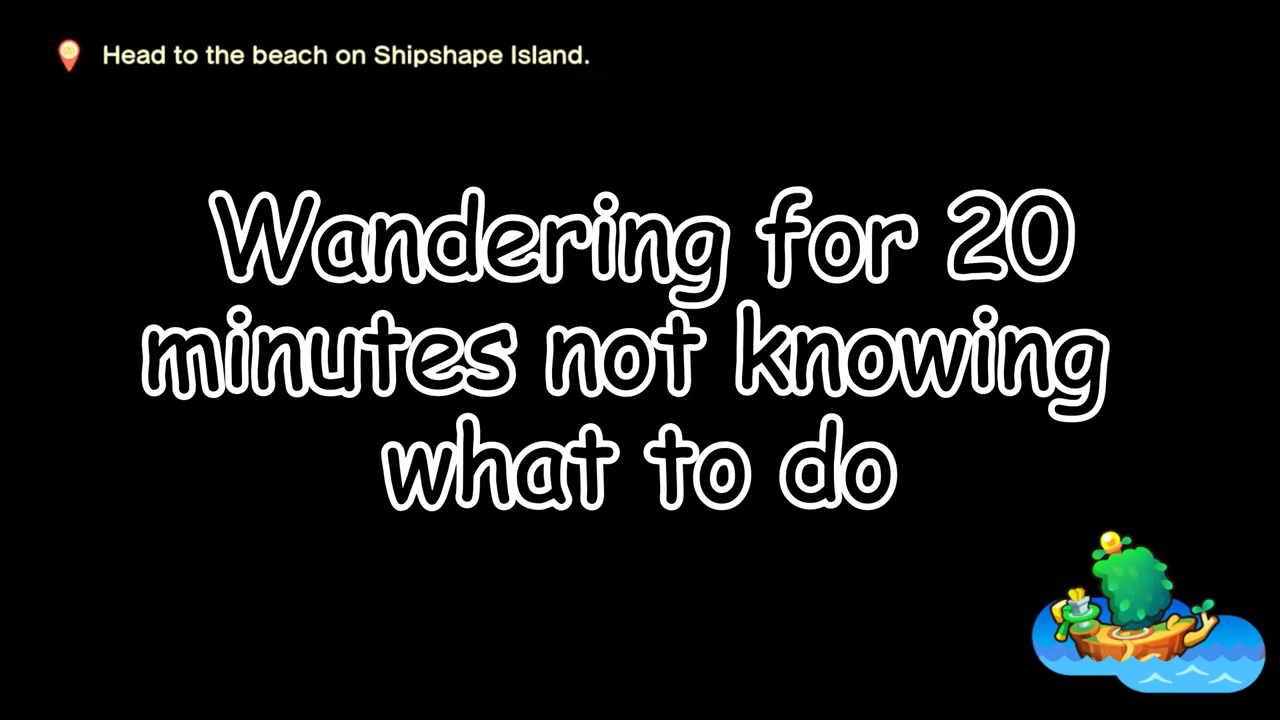 Head to the beach on Shipshape Island.
Wandering for 20
minutes not knowing
what to do